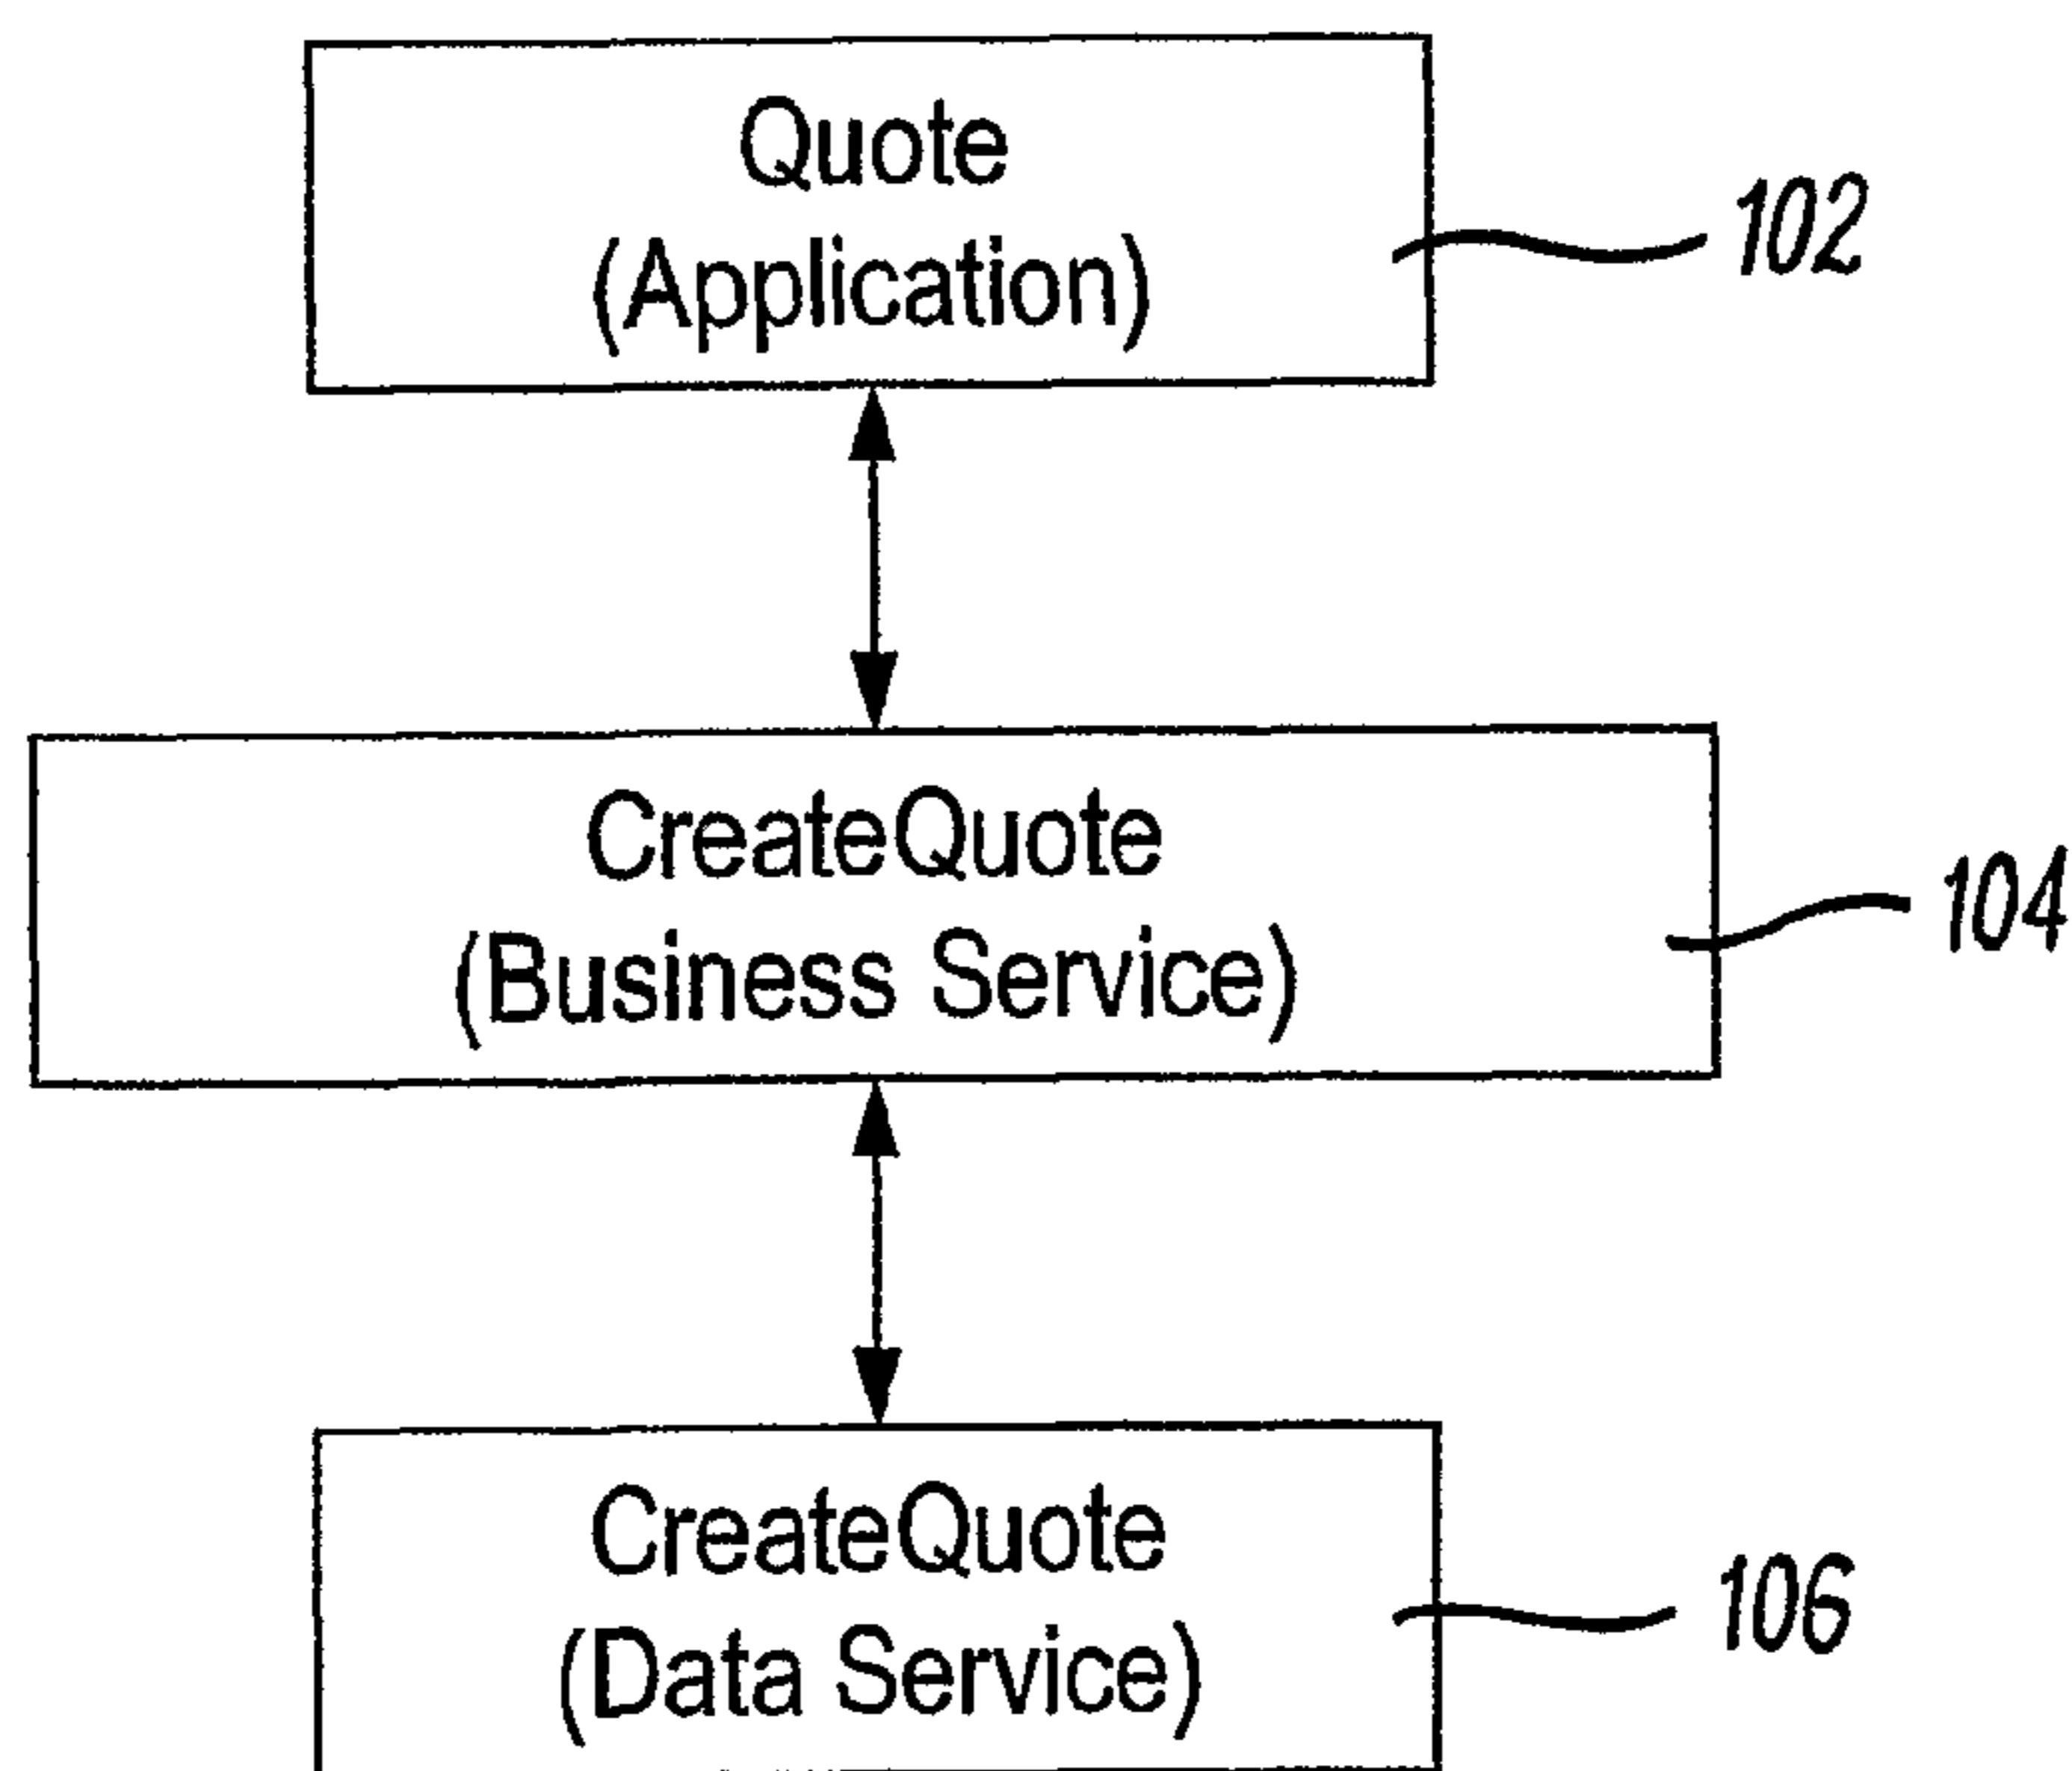 Quote
(Application)
102
CreateQuote
(Business Service)
104
CreateQuote
(Data Service)
106